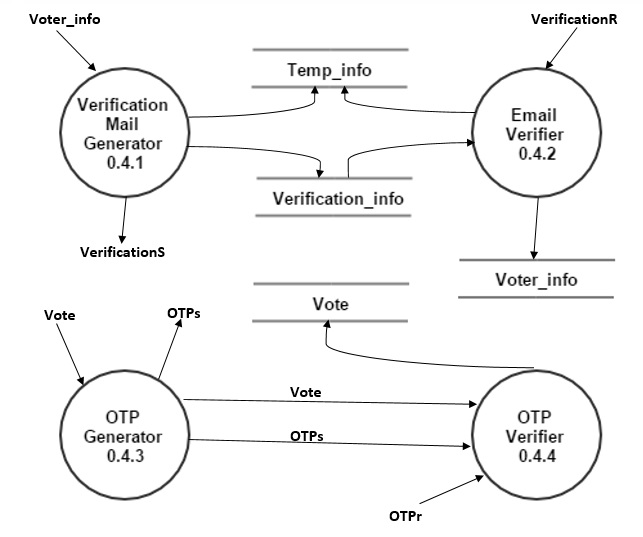 Voter_info
VerificationR
Temp_info
Verification
Mail
Generator
0.4.1
Email
Verifier
0.4.2
Verification_info
VerificationS
Voter_info
Vote
Vote
OTPs
Vote
OTPs
OTP
Generator
0.4.3
OTP
Verifier
0.4.4
OTPr